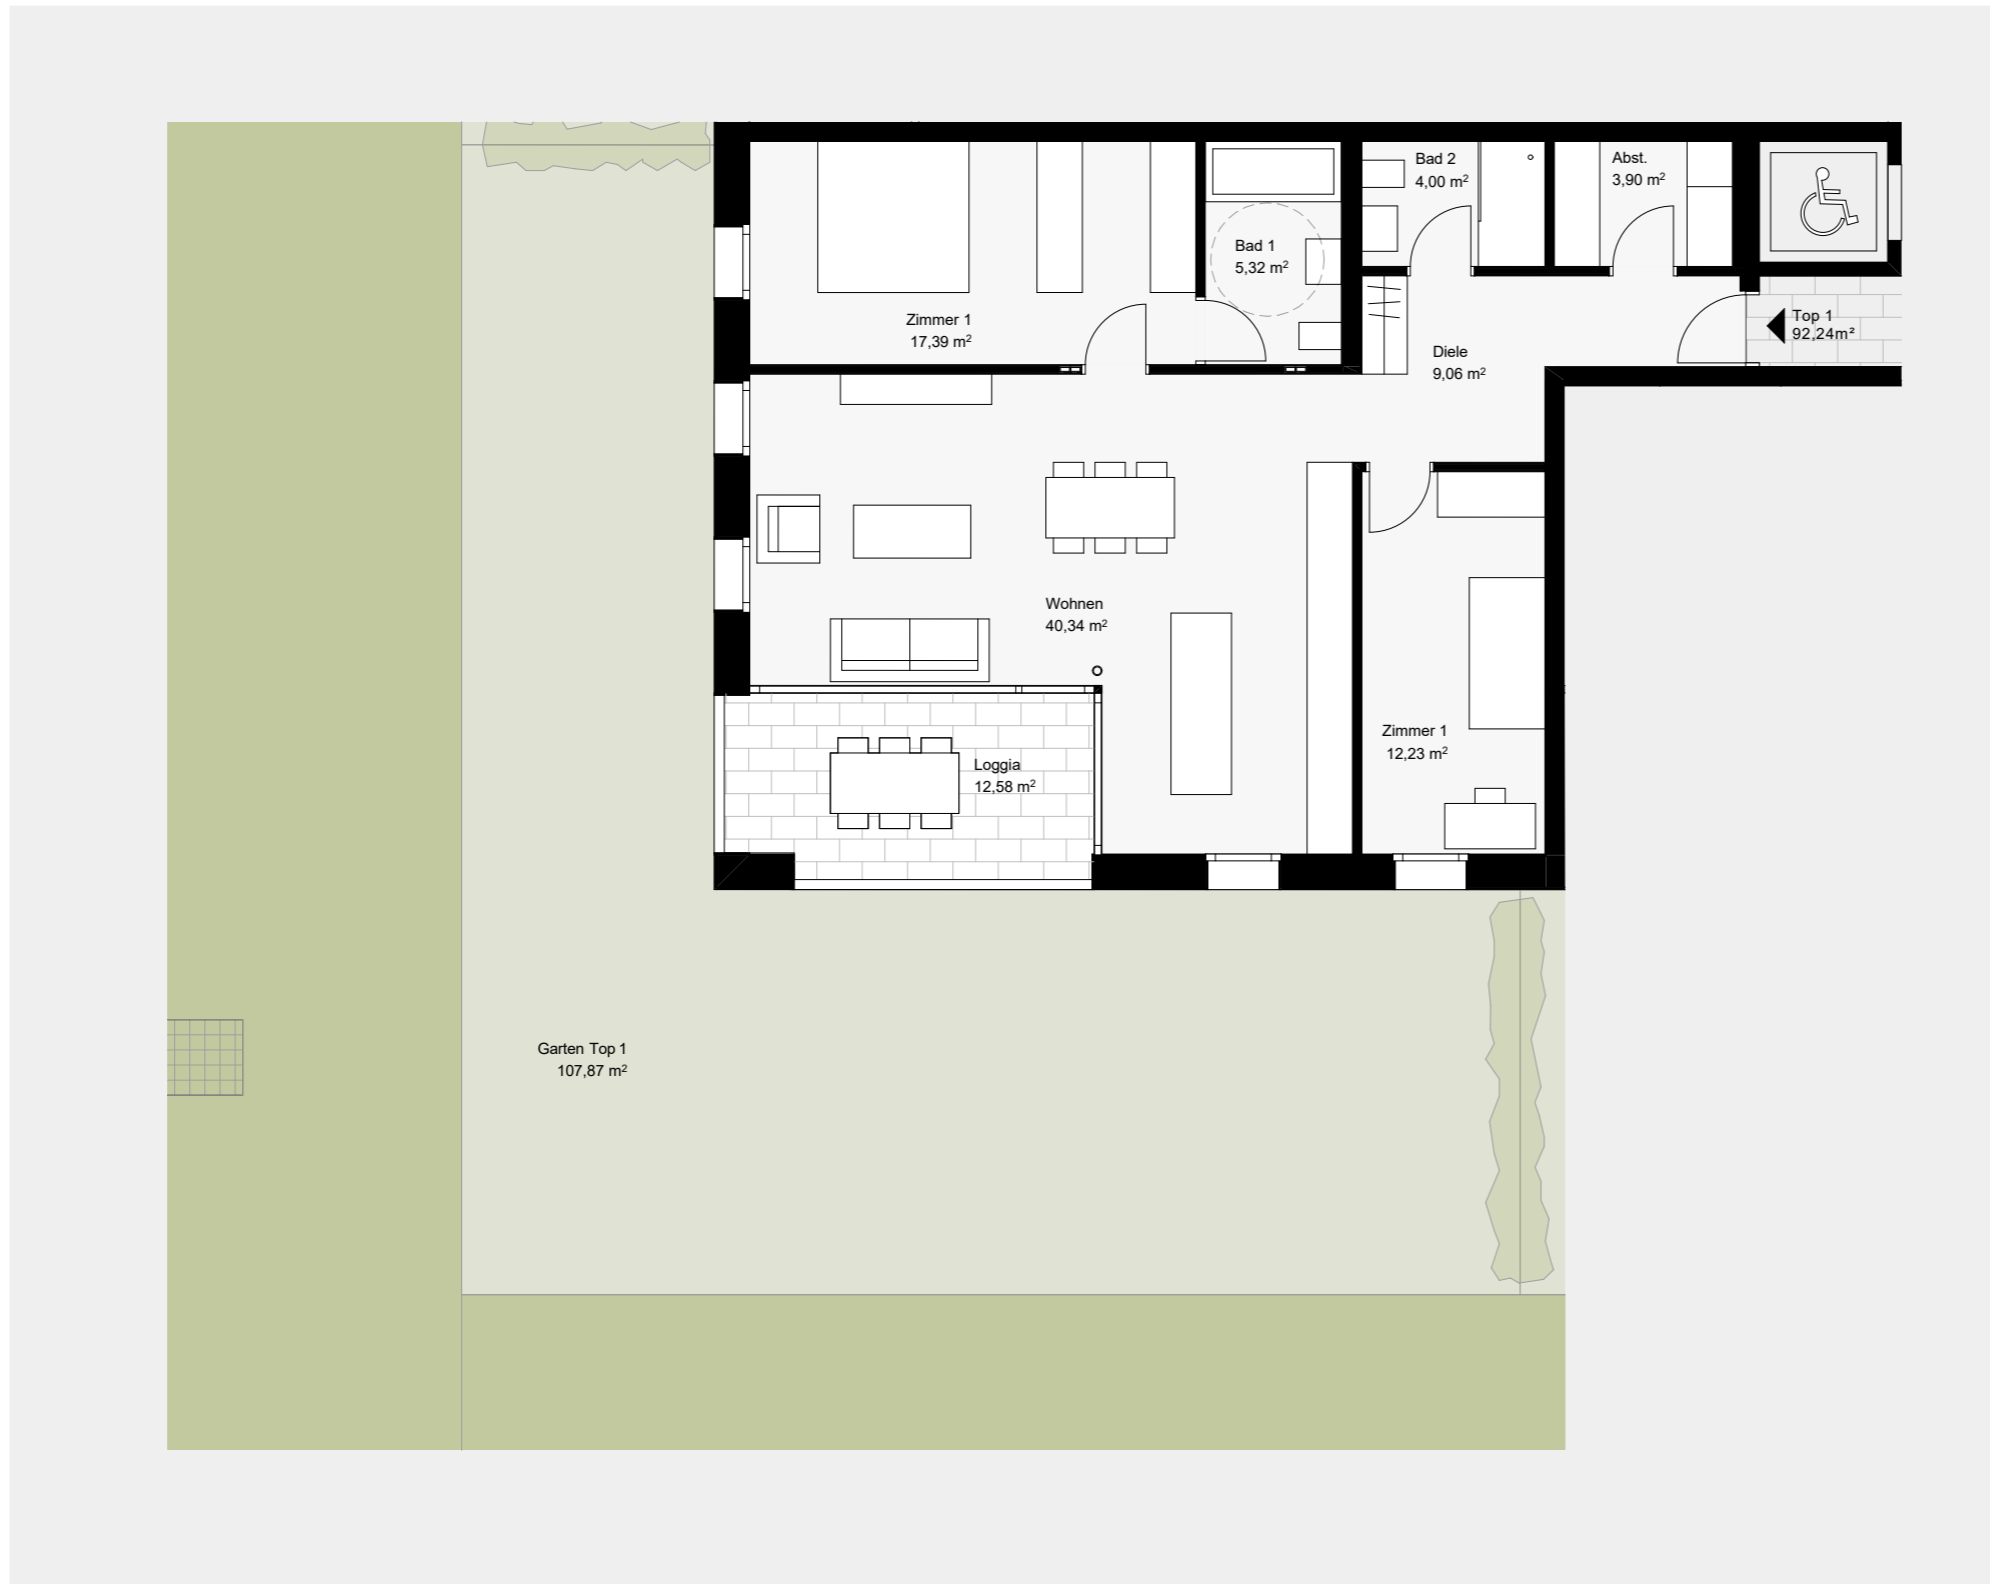 Bad 2
4,00 m²
Abst.
3,90 m²
Bad 1
5,32 m²
Zimmer 1
17,39 m²
Top 1
92,24m²
Diele
9,06 m²
Wohnen
40,34 m²
Zimmer 1
12,23 m²
Loggia
12,58 m²
Garten Top 1
107,87 m²